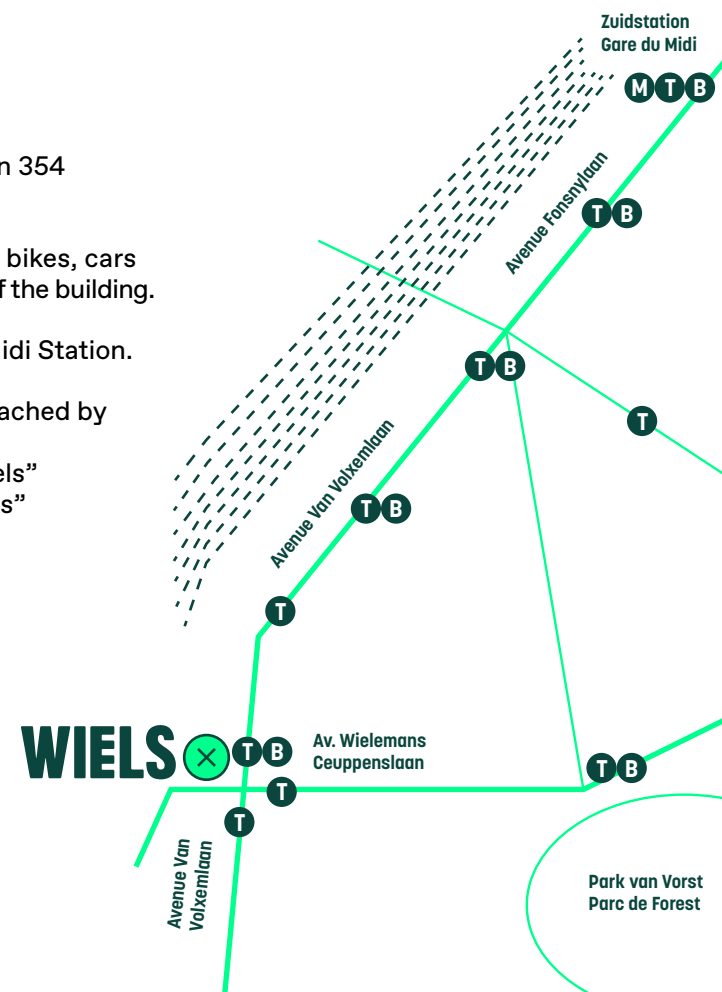 Zuidstation
Gare du Midi
M T B
n 354
Avenue Fonsnylaan
T B
bikes, cars
f the building.
idi Station.
T B
T
ached by
Avenue Van Volxemlaan
els”
s”
T B
T
WIELS
T B
Av. Wielemans
Ceuppenslaan
T B
T
T
Avenue Van
Volxemlaan
Park van Vorst
Parc de Forest